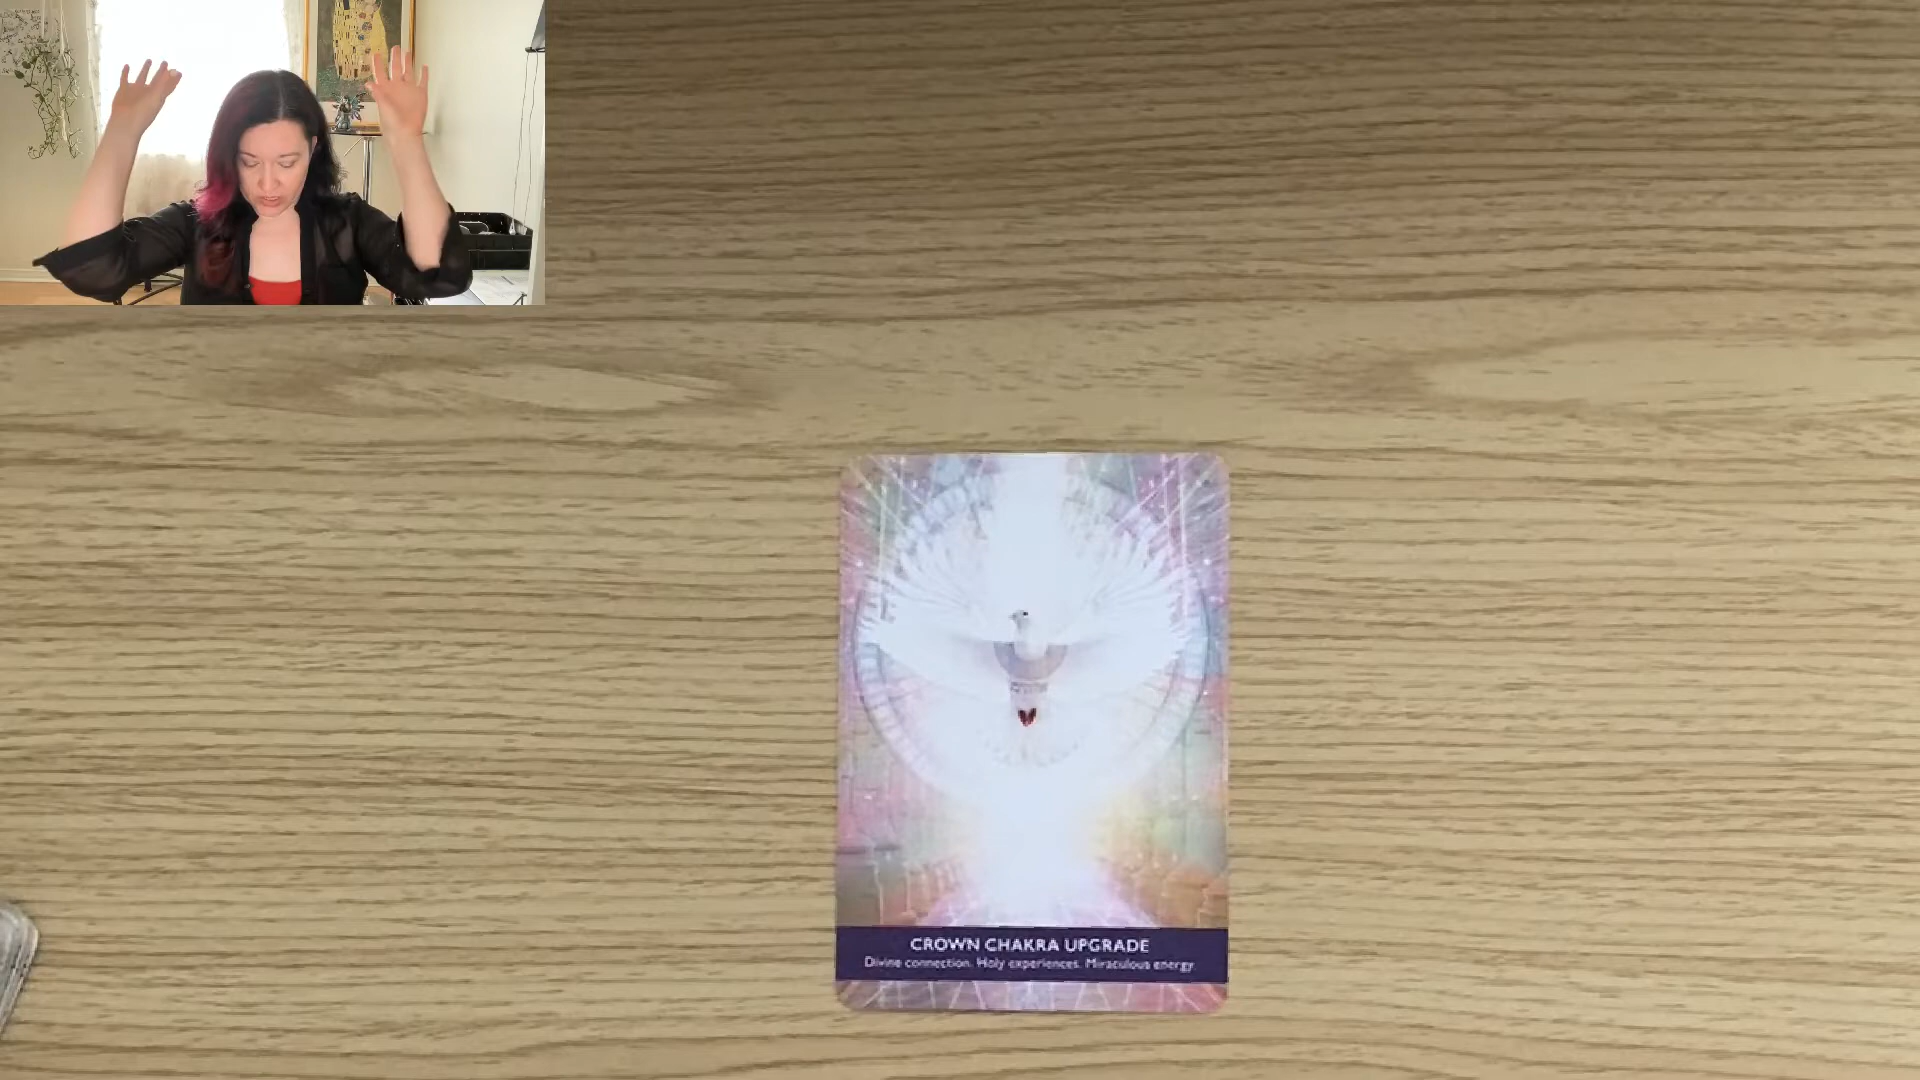 CROWN CHAKRA UPGRADE
Divine connection. Holy experiences. Miraculous energy.